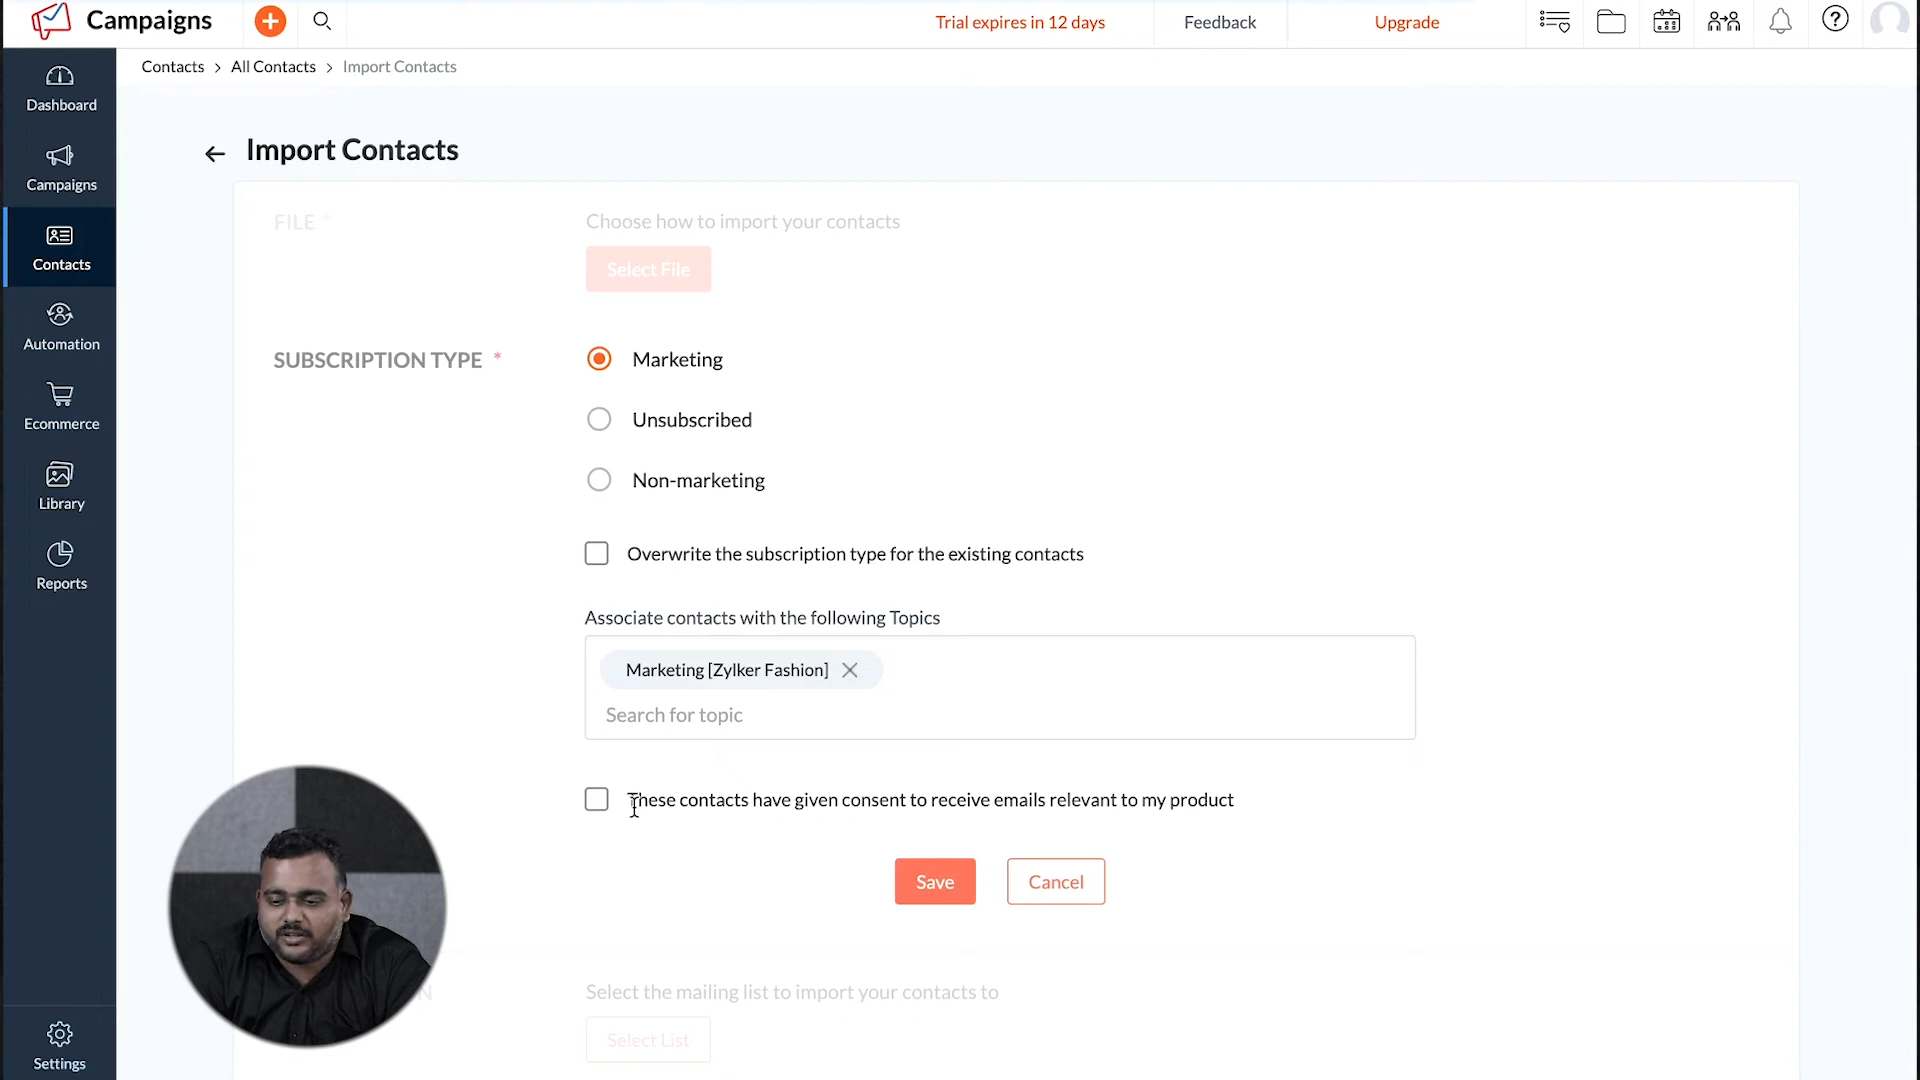 Campaigns
Trial expires in 12 days
Feedback
Upgrade
Contacts > All Contacts > Import Contacts
Dashboard
Campaigns
Contacts
Automation
Ecommerce
Library
Reports
Settings
Import Contacts
FILE *
Choose how to import your contacts
Select File
SUBSCRIPTION TYPE *
Marketing
Unsubscribed
Non-marketing
Overwrite the subscription type for the existing contacts
Associate contacts with the following Topics
Marketing [Zylker Fashion]
Search for topic
These contacts have given consent to receive emails relevant to my product
Save
Cancel
Select the mailing list to import your contacts to
Select List